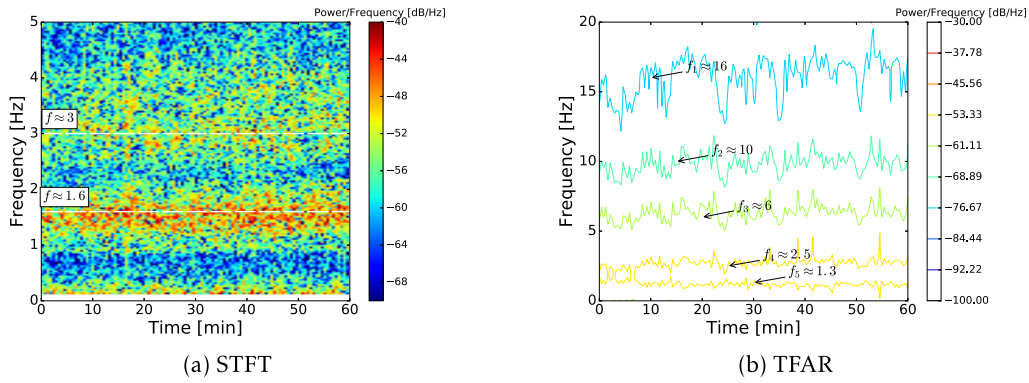 Power/Frequency [dB/Hz]
5
4
3
2
1
0
Frequency [Hz]
f≈3
f≈1.6
0 10 20 30 40 50 60
Time [min]
−40
−44
−48
−52
−56
−60
−64
−68
(a) STFT
Power/Frequency [dB/Hz]
20
15
10
5
0
Frequency [Hz]
f₁≈16
f₂≈10
f₃≈6
f₄≈2.5
f₅≈1.3
0 10 20 30 40 50 60
Time [min]
−30.00
−37.78
−45.56
−53.33
−61.11
−68.89
−76.67
−84.44
−92.22
−100.00
(b) TFAR